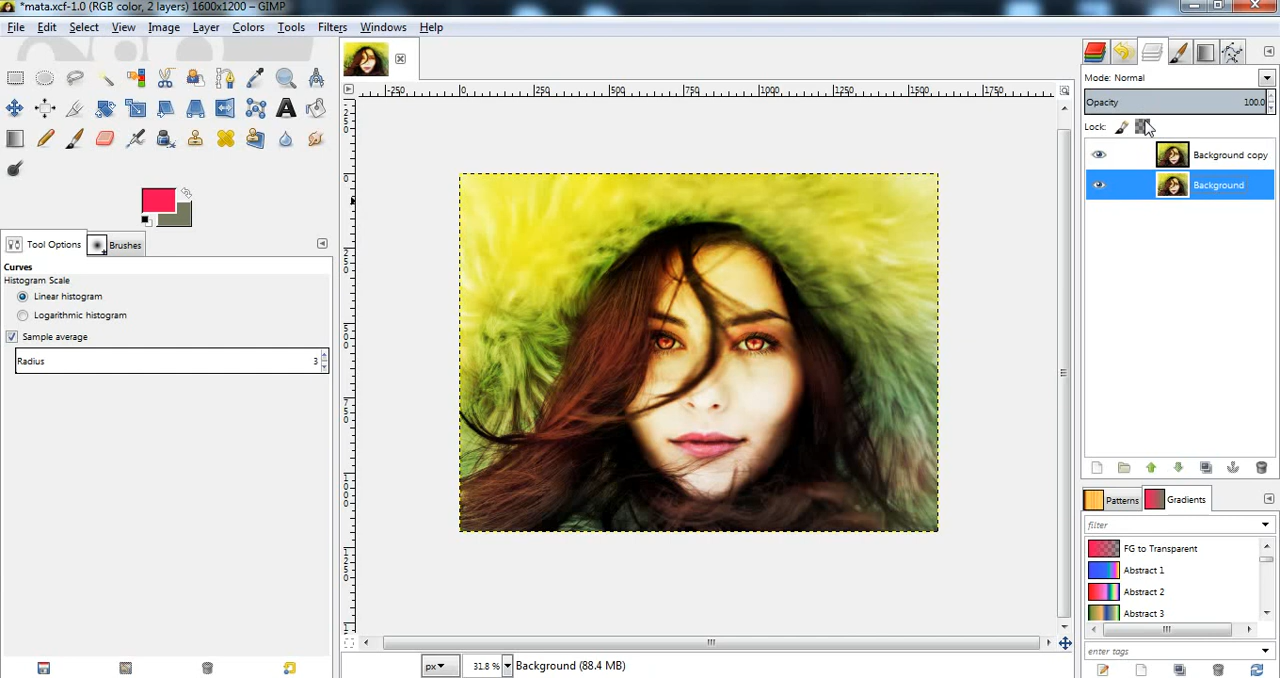 *mata.xcf-1.0 (RGB color, 2 layers) 1600x1200 – GIMP
File Edit Select View Image Layer Colors Tools Filters Windows Help
Mode: Normal
-250 0 250 500 750 1000 1250 1500 1750
Opacity 100.0
Lock:
Background copy
Background
Tool Options Brushes
Curves
Histogram Scale
Linear histogram
Logarithmic histogram
Sample average
Radius 3
Patterns Gradients
filter
FG to Transparent
Abstract 1
Abstract 2
Abstract 3
enter tags
px 31.8 % Background (88.4 MB)